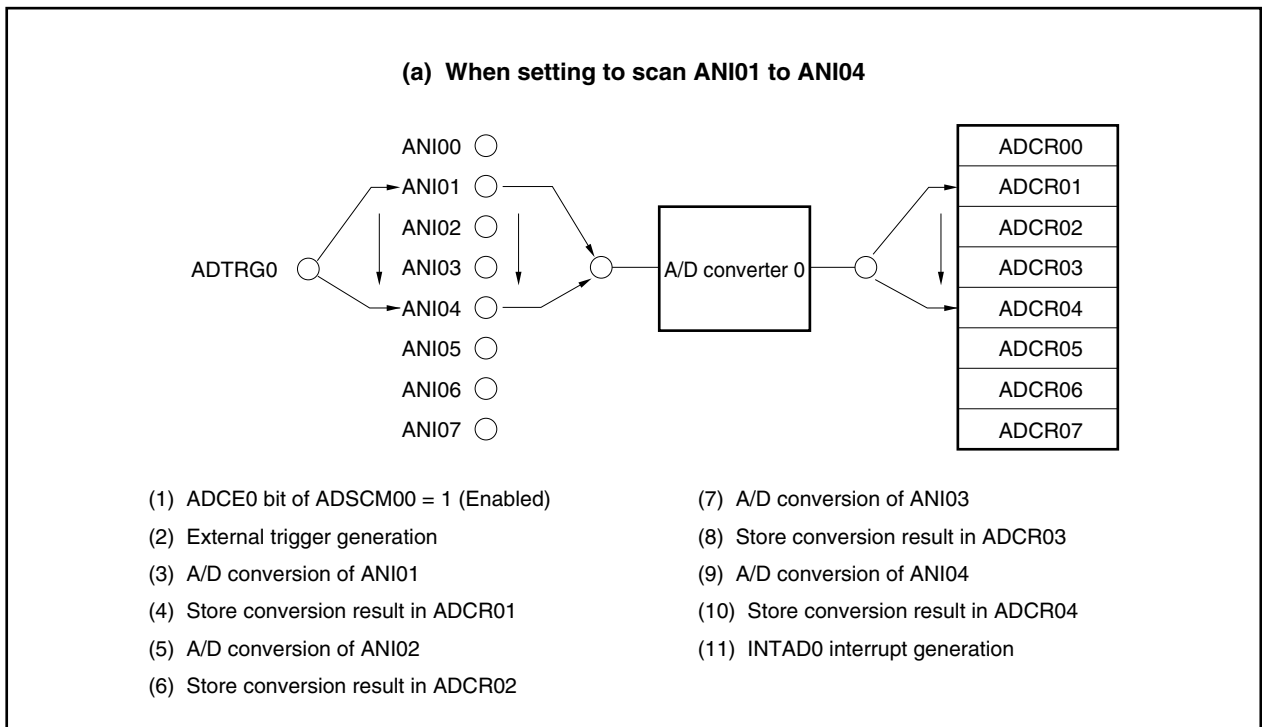 (a) When setting to scan ANI01 to ANI04
ANI00
ANI01
ANI02
ANI03
ANI04
ANI05
ANI06
ANI07
ADTRG0
A/D converter 0
ADCR00
ADCR01
ADCR02
ADCR03
ADCR04
ADCR05
ADCR06
ADCR07
(1) ADCE0 bit of ADSCM00 = 1 (Enabled)
(2) External trigger generation
(3) A/D conversion of ANI01
(4) Store conversion result in ADCR01
(5) A/D conversion of ANI02
(6) Store conversion result in ADCR02
(7) A/D conversion of ANI03
(8) Store conversion result in ADCR03
(9) A/D conversion of ANI04
(10) Store conversion result in ADCR04
(11) INTAD0 interrupt generation